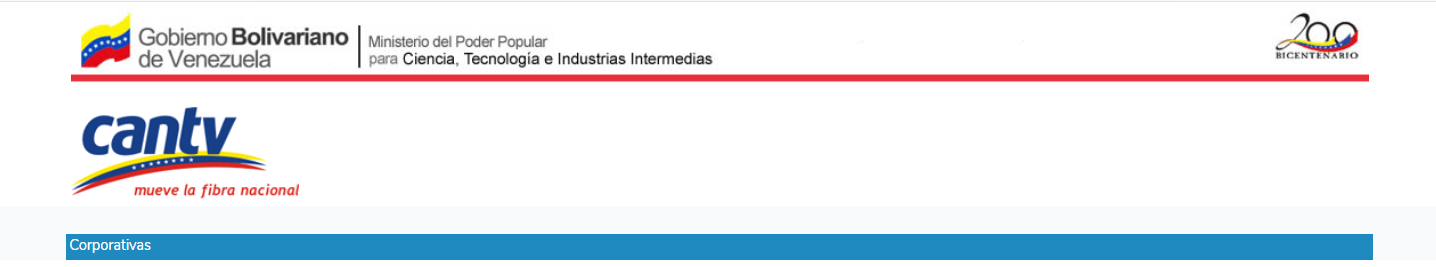 Gobierno Bolivariano
de Venezuela
Ministerio del Poder Popular
para Ciencia, Tecnología e Industrias Intermedias
200
BICENTENARIO
cantv
mueve la fibra nacional
Corporativas